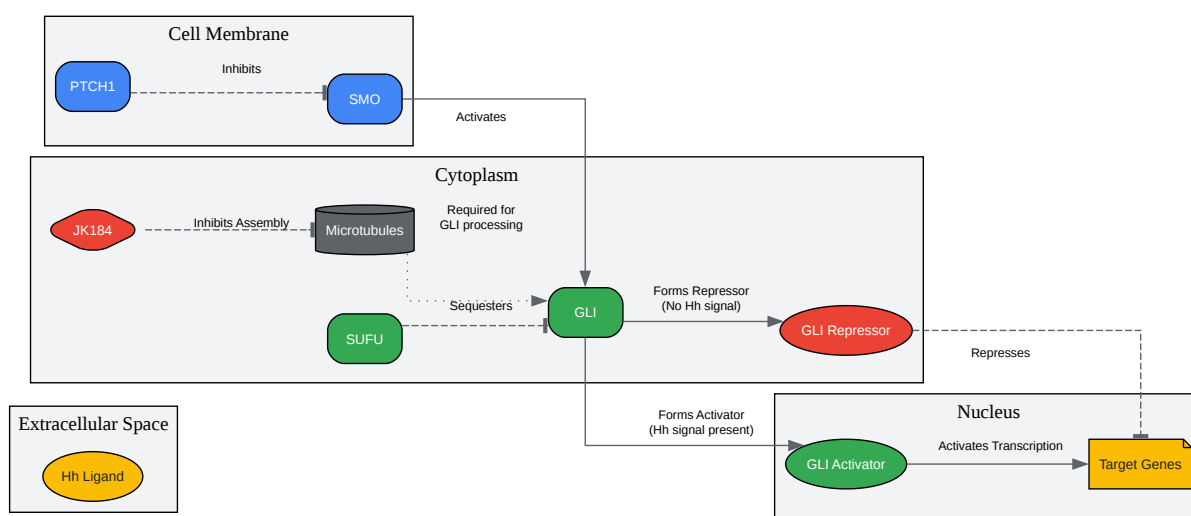 Cell Membrane
PTCH1
Inhibits
SMO
Activates
Cytoplasm
JK184
Inhibits Assembly
Microtubules
Required for
GLI processing
Sequesters
SUFU
GLI
Forms Repressor
(No Hh signal)
GLI Repressor
Represses
Extracellular Space
Hh Ligand
Forms Activator
(Hh signal present)
Nucleus
GLI Activator
Activates Transcription
Target Genes